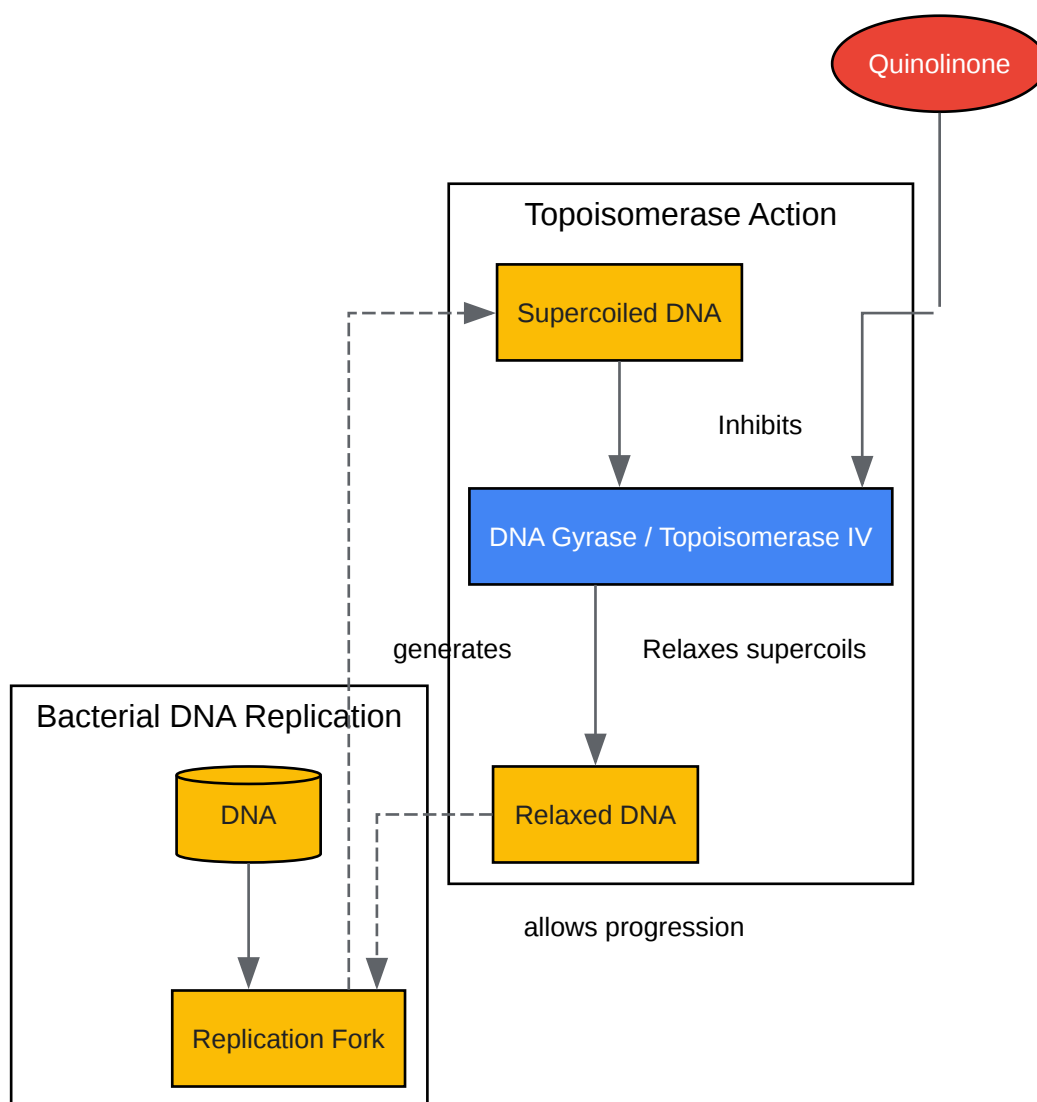 Quinolinone
Topoisomerase Action
Supercoiled DNA
Inhibits
DNA Gyrase / Topoisomerase IV
generates
Relaxes supercoils
Bacterial DNA Replication
DNA
Relaxed DNA
allows progression
Replication Fork